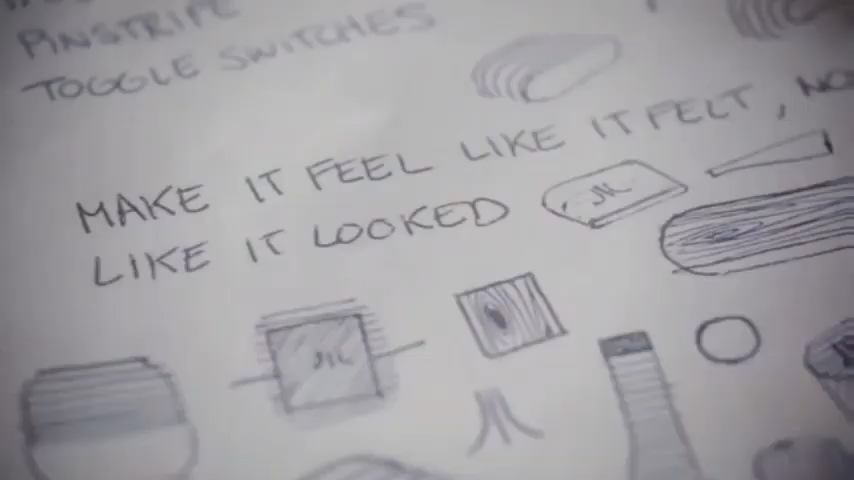 PINSTRIPE
TOGGLE SWITCHES
MAKE IT FEEL LIKE IT FELT,
LIKE IT LOOKED